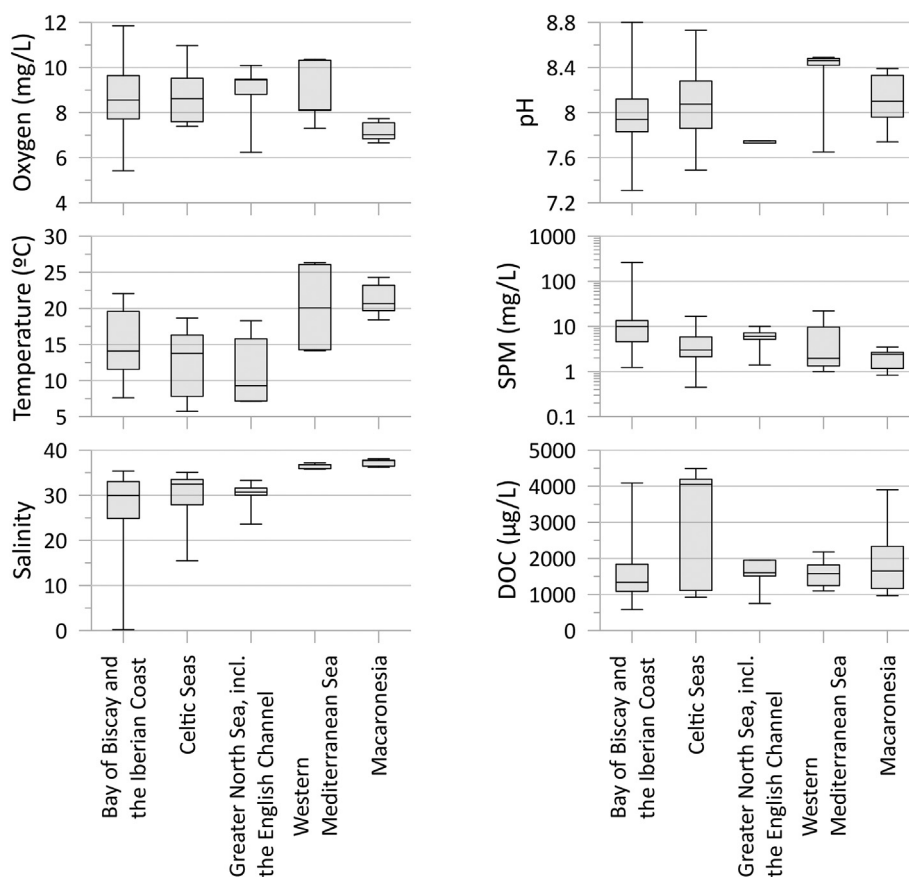 Oxygen (mg/L)
12
10
8
6
4
pH
8.8
8.4
8
7.6
7.2
Temperature (ºC)
30
25
20
15
10
5
SPM (mg/L)
1000
100
10
1
0.1
Salinity
40
30
20
10
0
DOC (µg/L)
5000
4000
3000
2000
1000
0
Bay of Biscay and
the Iberian Coast
Celtic Seas
Greater North Sea, incl.
the English Channel
Western
Mediterranean Sea
Macaronesia
Bay of Biscay and
the Iberian Coast
Celtic Seas
Greater North Sea, incl.
the English Channel
Western
Mediterranean Sea
Macaronesia